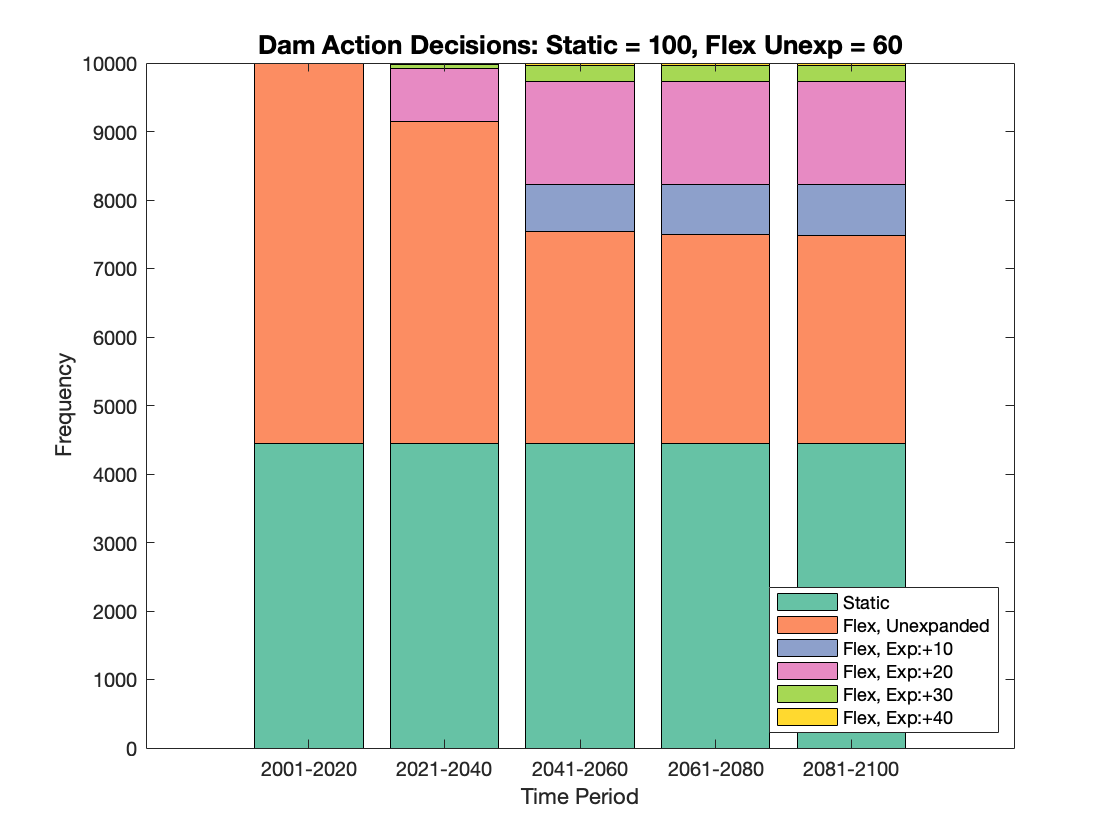 Dam Action Decisions: Static = 100, Flex Unexp = 60
10000
9000
8000
7000
6000
5000
4000
3000
2000
1000
0
Frequency
Static
Flex, Unexpanded
Flex, Exp:+10
Flex, Exp:+20
Flex, Exp:+30
Flex, Exp:+40
2001-2020 2021-2040 2041-2060 2061-2080 2081-2100
Time Period